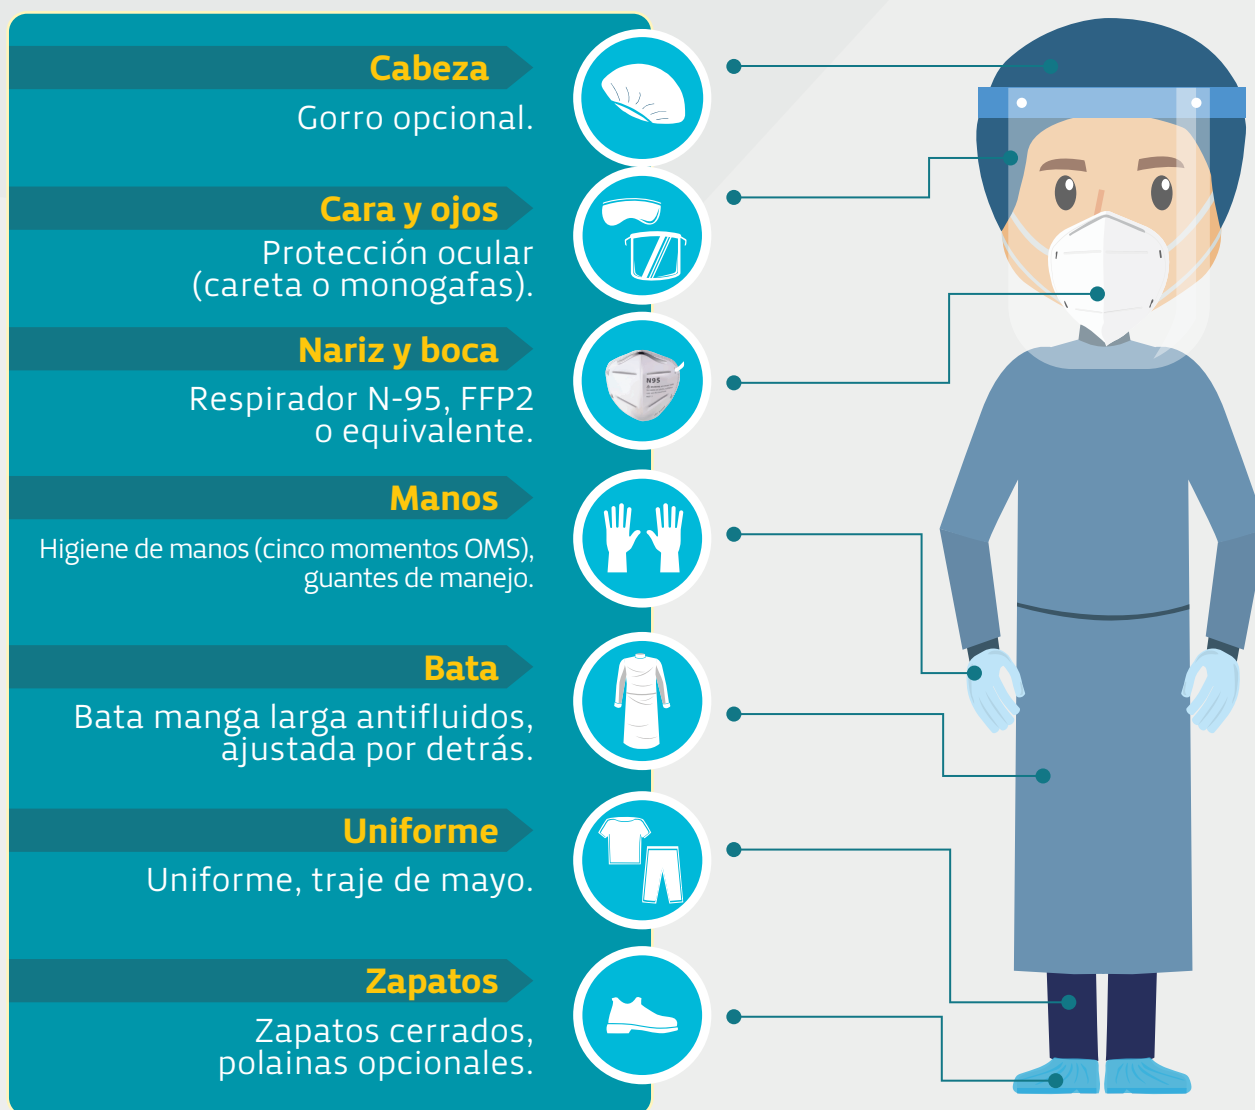 Cabeza
Gorro opcional.
Cara y ojos
Protección ocular
(careta o monogafas).
Nariz y boca
Respirador N-95, FFP2
o equivalente.
N95
Manos
Higiene de manos (cinco momentos OMS),
guantes de manejo.
Bata
Bata manga larga antifluidos,
ajustada por detrás.
Uniforme
Uniforme, traje de mayo.
Zapatos
Zapatos cerrados,
polainas opcionales.